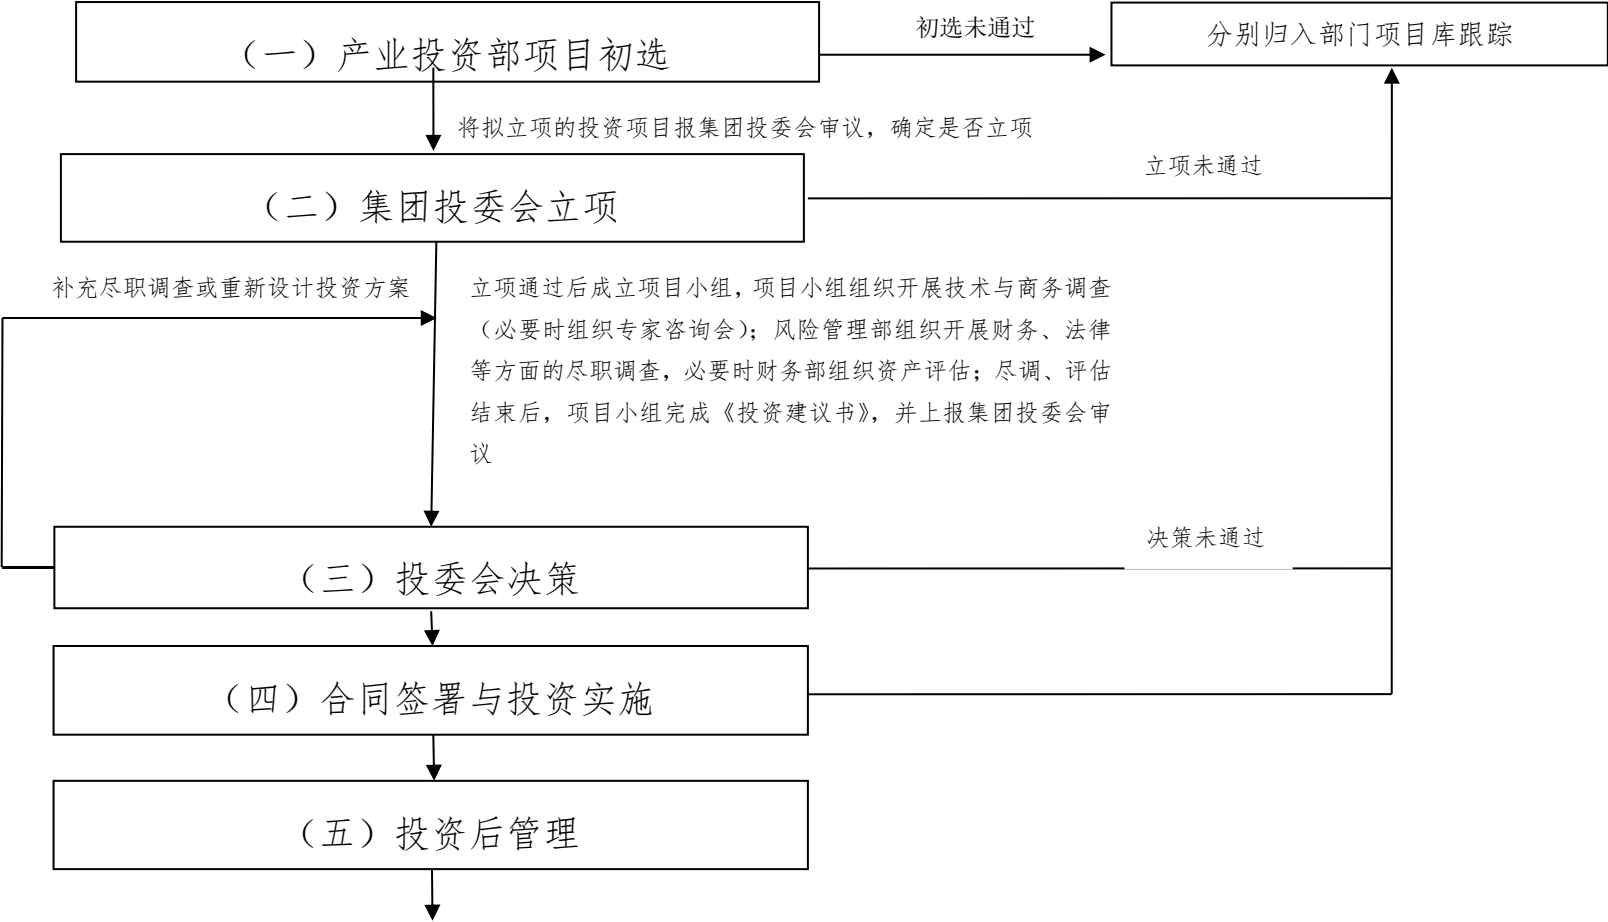 （一）产业投资部项目初选
初选未通过
分别归入部门项目库跟踪
将拟立项的投资项目报集团投委会审议，确定是否立项
（二）集团投委会立项
立项未通过
补充尽职调查或重新设计投资方案
立项通过后成立项目小组，项目小组组织开展技术与商务调查
（必要时组织专家咨询会）；风险管理部组织开展财务、法律
等方面的尽职调查，必要时财务部组织资产评估；尽调、评估
结束后，项目小组完成《投资建议书》，并上报集团投委会审
议
（三）投委会决策
决策未通过
（四）合同签署与投资实施
（五）投资后管理